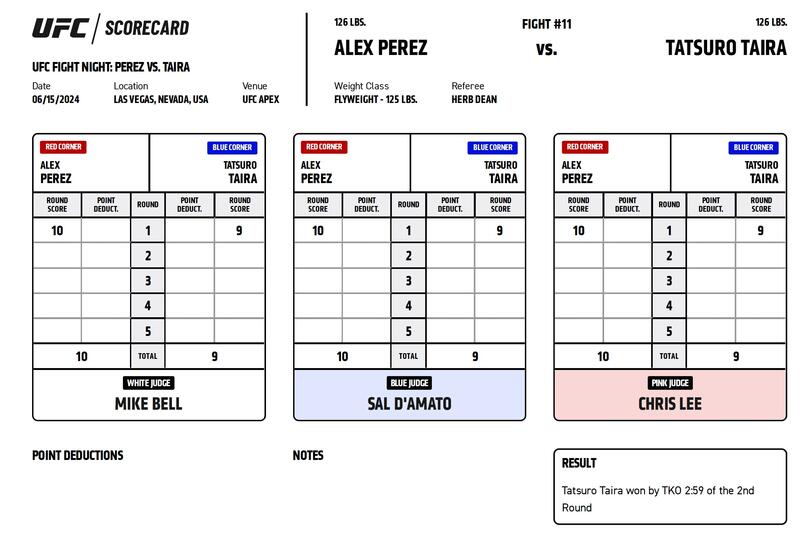 UFC SCORECARD
UFC FIGHT NIGHT: PEREZ VS. TAIRA
Date Location Venue
06/15/2024 LAS VEGAS, NEVADA, USA UFC APEX
126 LBS. FIGHT #11 126 LBS.
ALEX PEREZ VS. TATSURO TAIRA
Weight Class Referee
FLYWEIGHT - 125 LBS. HERB DEAN
RED CORNER BLUE CORNER
ALEX TATSURO
PEREZ TAIRA
ROUND SCORE POINT DEDUCT. ROUND POINT DEDUCT. ROUND SCORE
10 1 9
2
3
4
5
10 TOTAL 9
WHITE JUDGE
MIKE BELL
RED CORNER BLUE CORNER
ALEX TATSURO
PEREZ TAIRA
ROUND SCORE POINT DEDUCT. ROUND POINT DEDUCT. ROUND SCORE
10 1 9
2
3
4
5
10 TOTAL 9
BLUE JUDGE
SAL D'AMATO
RED CORNER BLUE CORNER
ALEX TATSURO
PEREZ TAIRA
ROUND SCORE POINT DEDUCT. ROUND POINT DEDUCT. ROUND SCORE
10 1 9
2
3
4
5
10 TOTAL 9
PINK JUDGE
CHRIS LEE
POINT DEDUCTIONS
NOTES
RESULT
Tatsuro Taira won by TKO 2:59 of the 2nd
Round